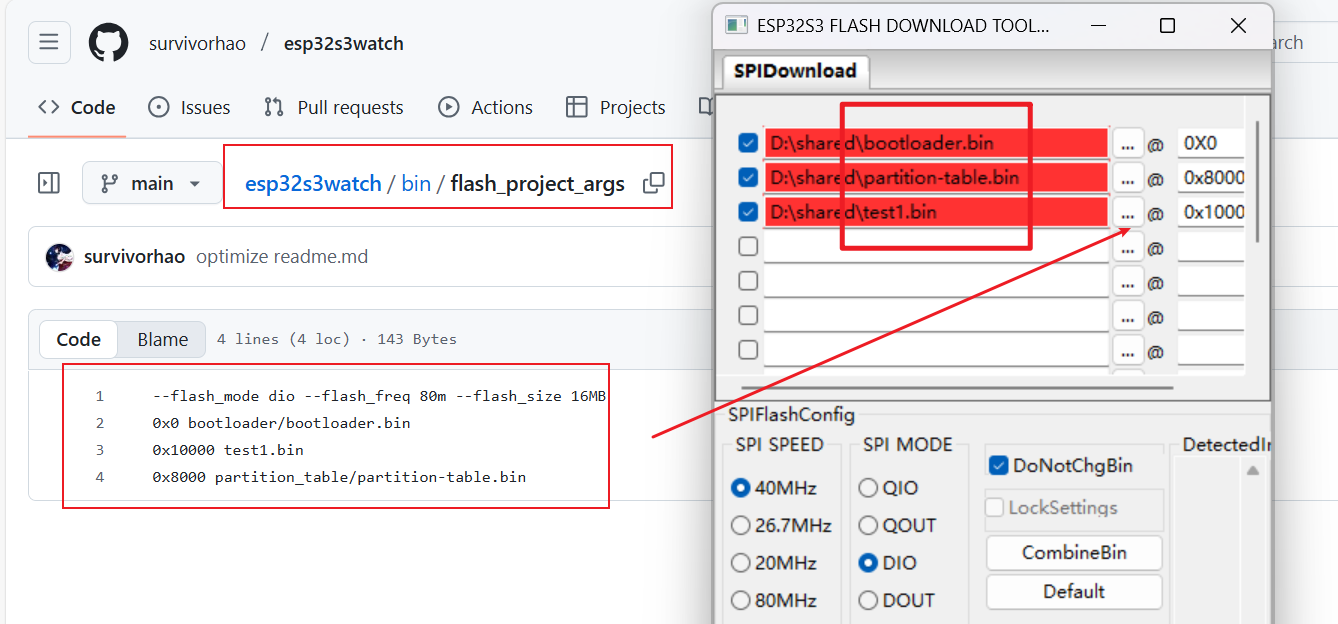 survivorhao / esp32s3watch
Code Issues Pull requests Actions Projects
main
esp32s3watch / bin / flash_project_args
survivorhao optimize readme.md
Code Blame 4 lines (4 loc) · 143 Bytes
1 --flash_mode dio --flash_freq 80m --flash_size 16MB
2 0x0 bootloader/bootloader.bin
3 0x10000 test1.bin
4 0x8000 partition_table/partition-table.bin
ESP32S3 FLASH DOWNLOAD TOOL...
arch
SPIDownload
D:\shared\bootloader.bin ... @ 0X0
D:\shared\partition-table.bin ... @ 0x8000
D:\shared\test1.bin ... @ 0x1000
... @
... @
... @
... @
SPIFlashConfig
SPI SPEED
40MHz
26.7MHz
20MHz
80MHz
SPI MODE
QIO
QOUT
DIO
DOUT
DoNotChgBin
LockSettings
CombineBin
Default
DetectedIn